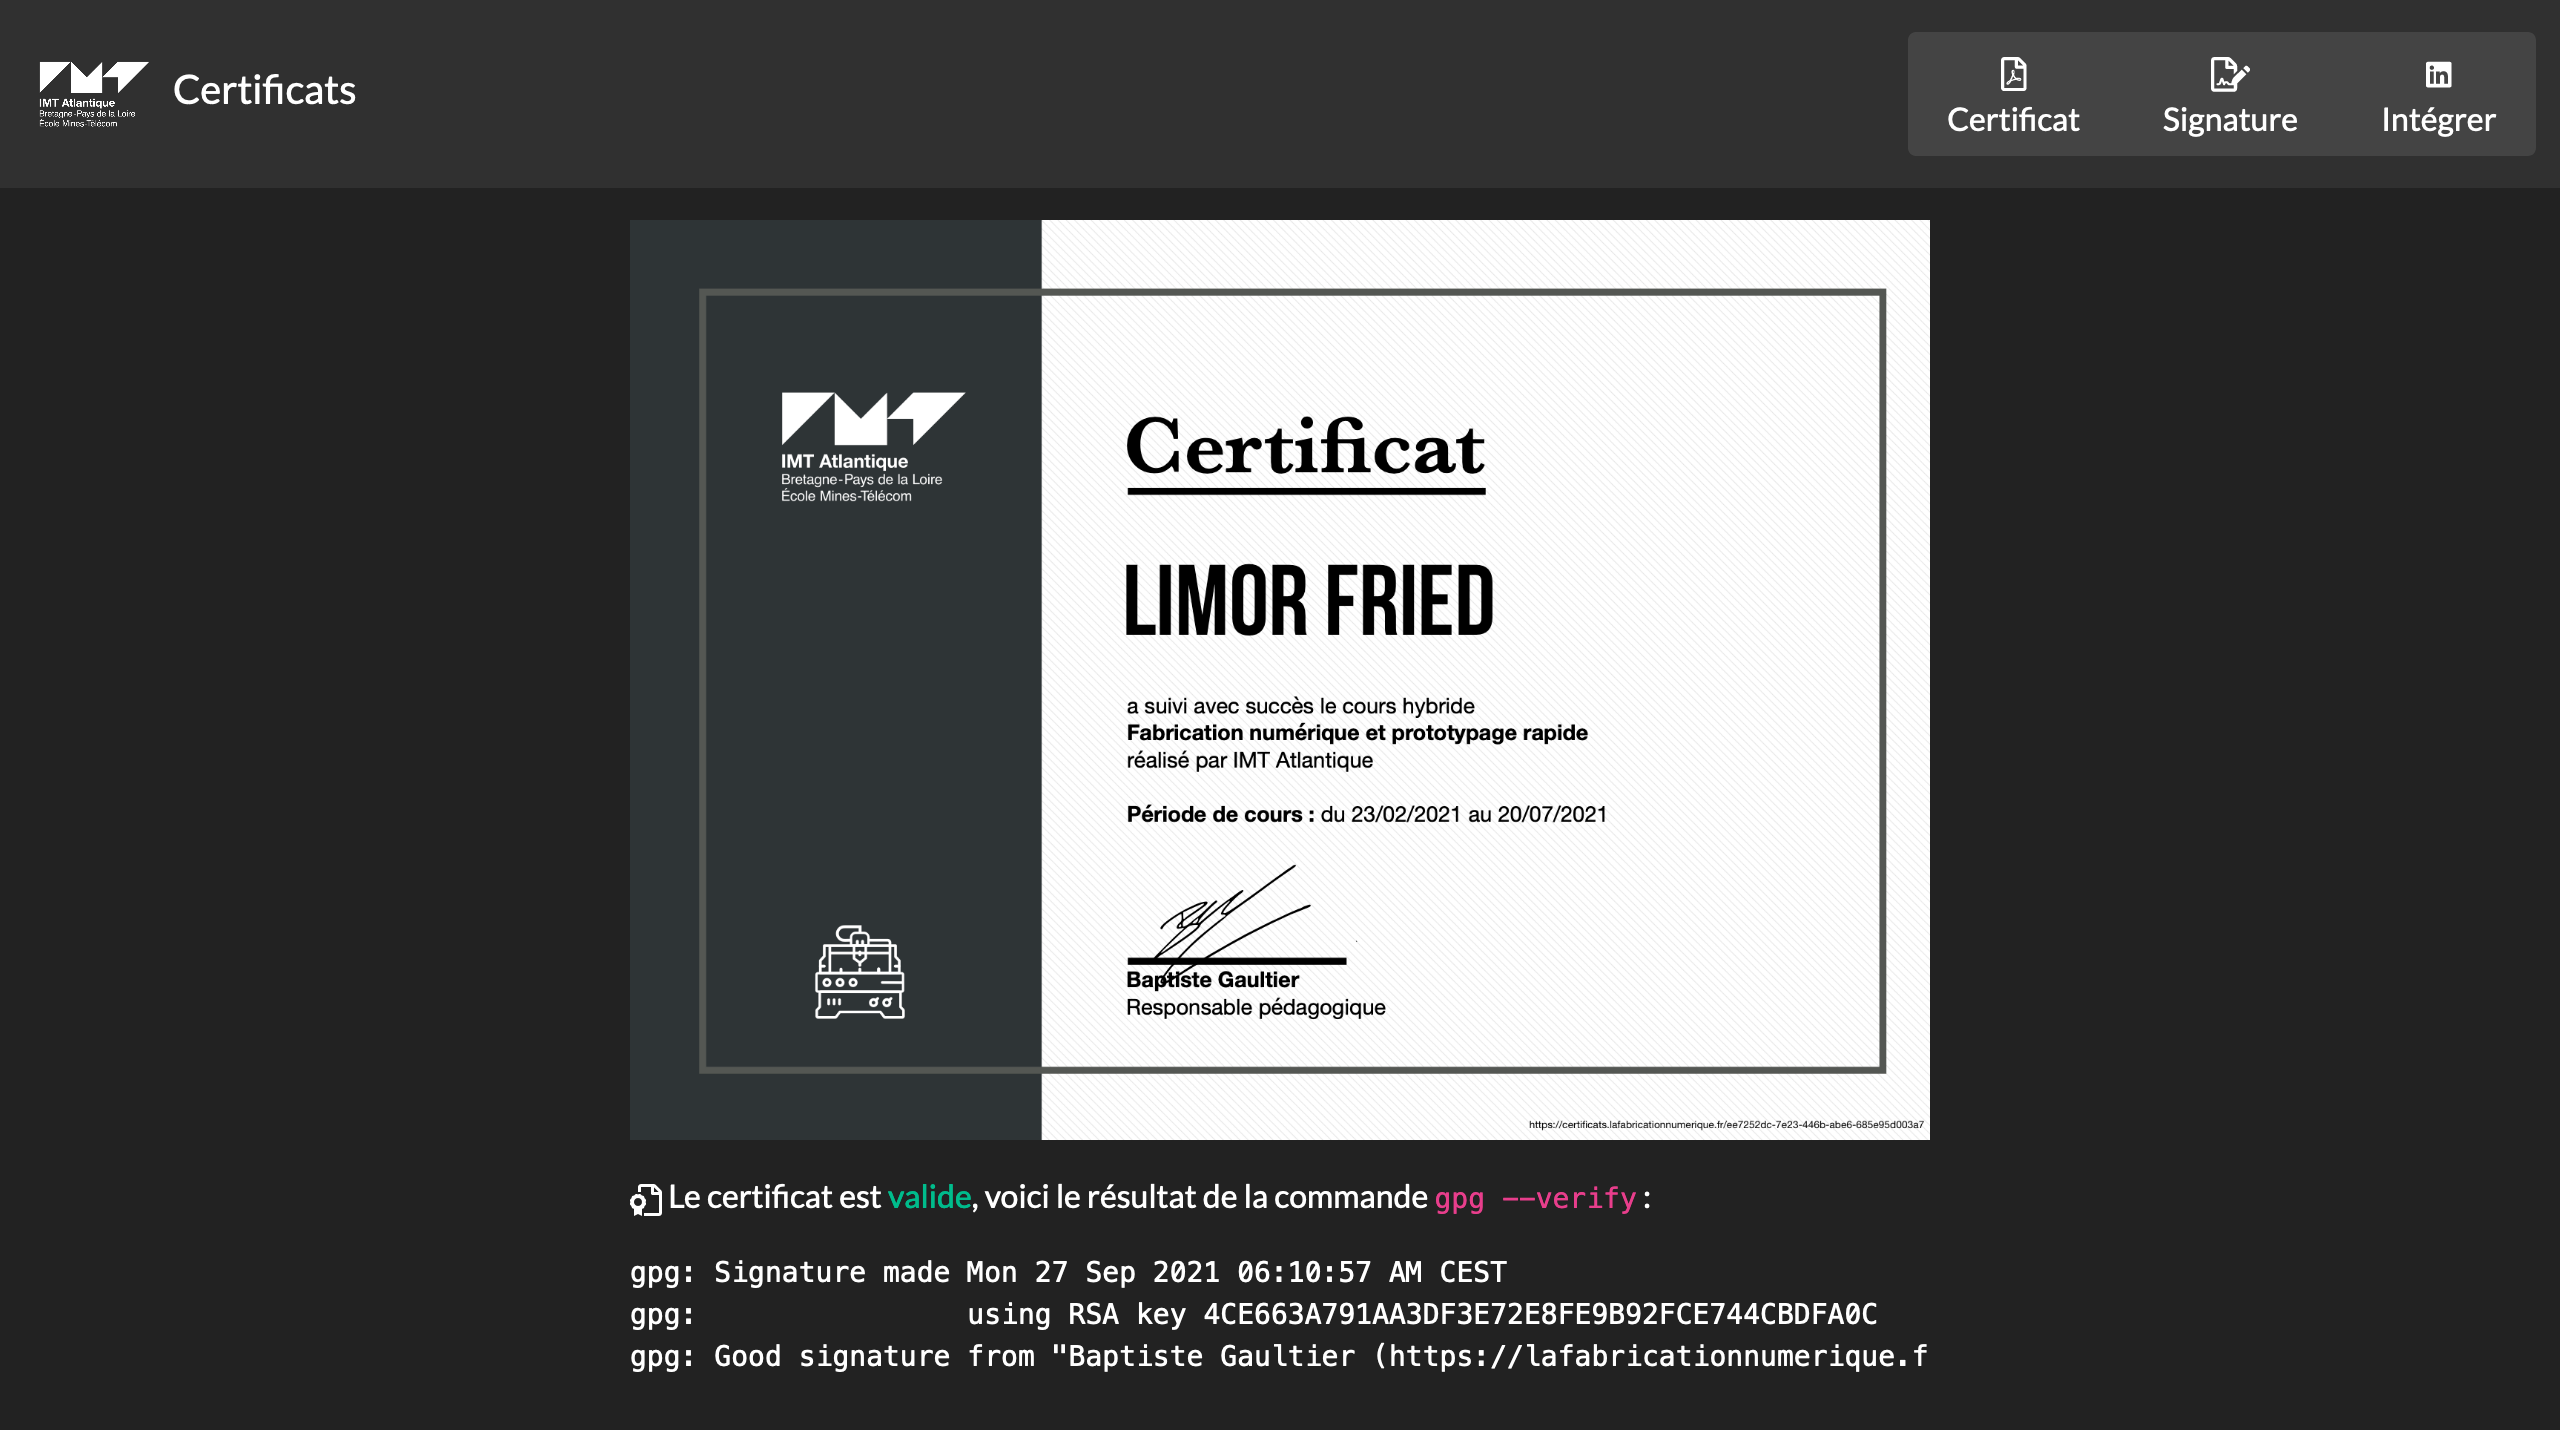 IMT Atlantique
Bretagne-Pays de la Loire
École Mines-Télécom
Certificats
Certificat
Signature
Intégrer
IMT Atlantique
Bretagne-Pays de la Loire
École Mines-Télécom
Certificat
LIMOR FRIED
a suivi avec succès le cours hybride
Fabrication numérique et prototypage rapide
réalisé par IMT Atlantique
Période de cours : du 23/02/2021 au 20/07/2021
Baptiste Gaultier
Responsable pédagogique
https://certificats.lafabricationnumerique.fr/ee7252dc-7e23-446b-abe6-685e95d003a7
Le certificat est valide, voici le résultat de la commande gpg --verify :
gpg: Signature made Mon 27 Sep 2021 06:10:57 AM CEST
gpg:                using RSA key 4CE663A791AA3DF3E72E8FE9B92FCE744CBDFA0C
gpg: Good signature from "Baptiste Gaultier (https://lafabricationnumerique.f